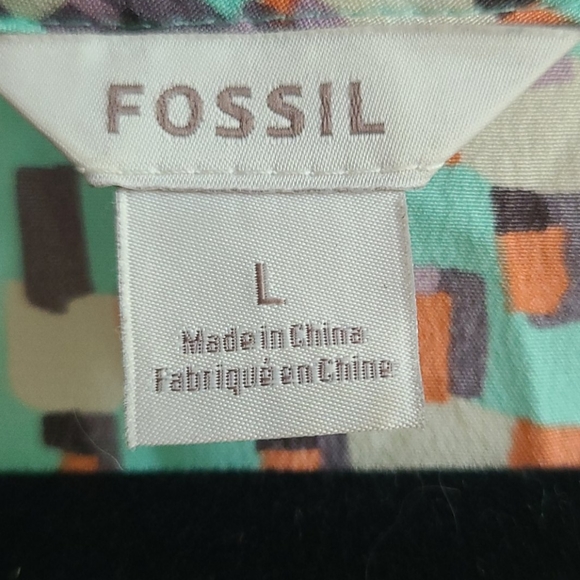 FOSSIL
L
Made in China
Fabriqué en Chine